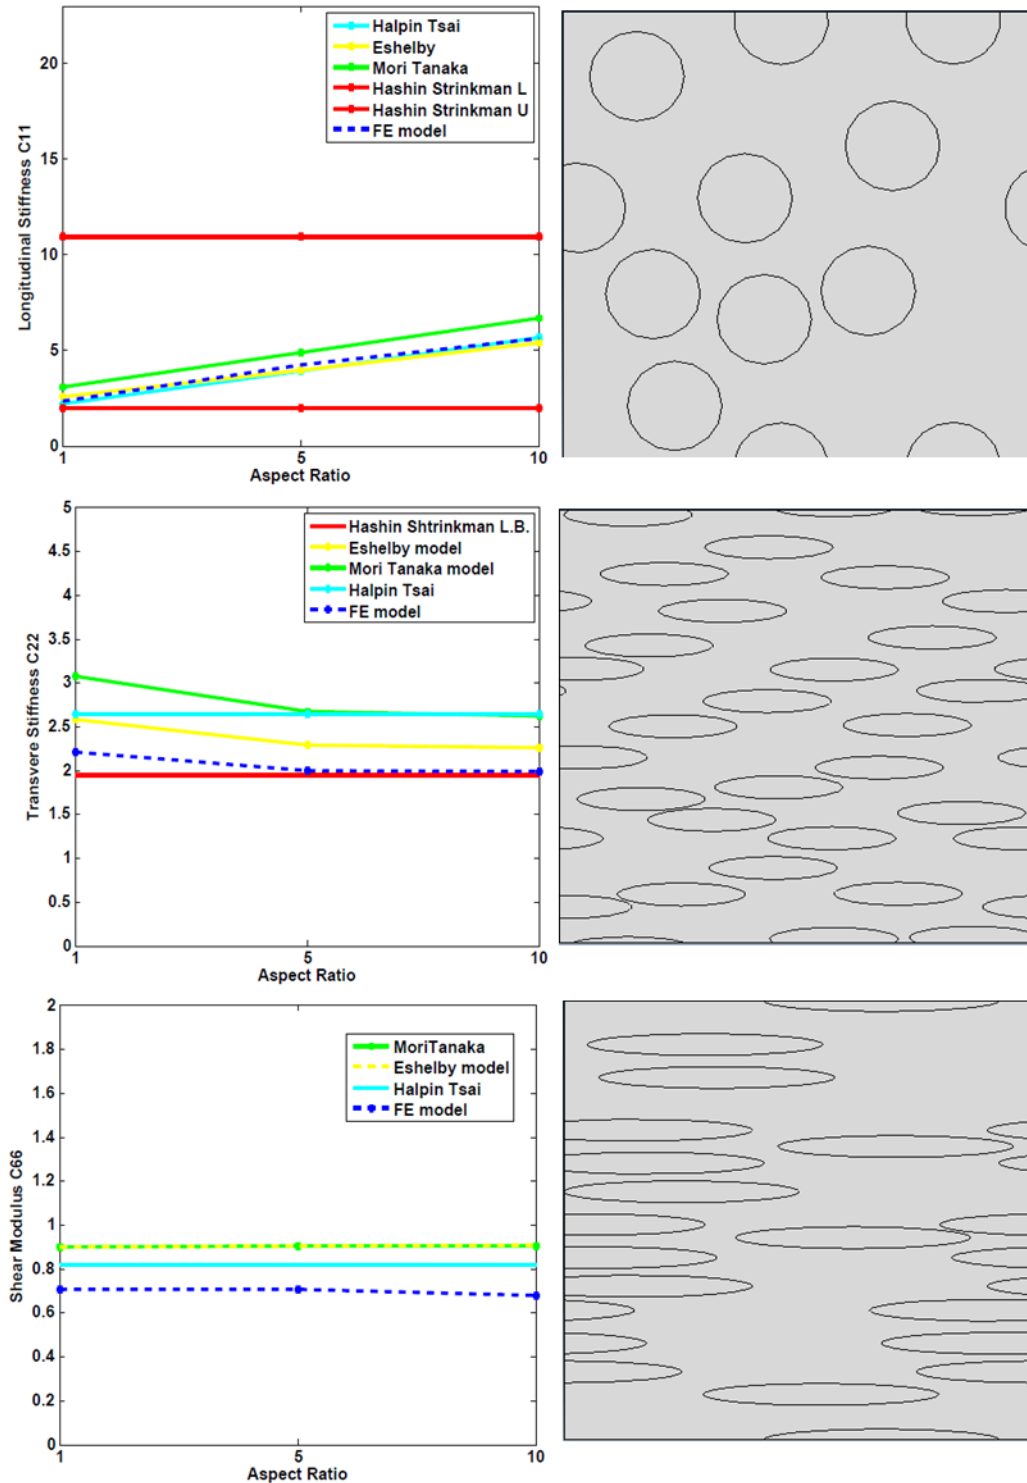 Halpin Tsai
Eshelby
Mori Tanaka
Hashin Strinkman L
Hashin Strinkman U
FE model
20
15
10
5
0
1
5
10
Longitudinal Stiffness C11
Aspect Ratio
Hashin Shtrinkman L.B.
Eshelby model
Mori Tanaka model
Halpin Tsai
FE model
5
4.5
4
3.5
3
2.5
2
1.5
1
0.5
0
1
5
10
Transvere Stiffness C22
Aspect Ratio
MoriTanaka
Eshelby model
Halpin Tsai
FE model
2
1.8
1.6
1.4
1.2
1
0.8
0.6
0.4
0.2
0
1
5
10
Shear Modulus C66
Aspect Ratio